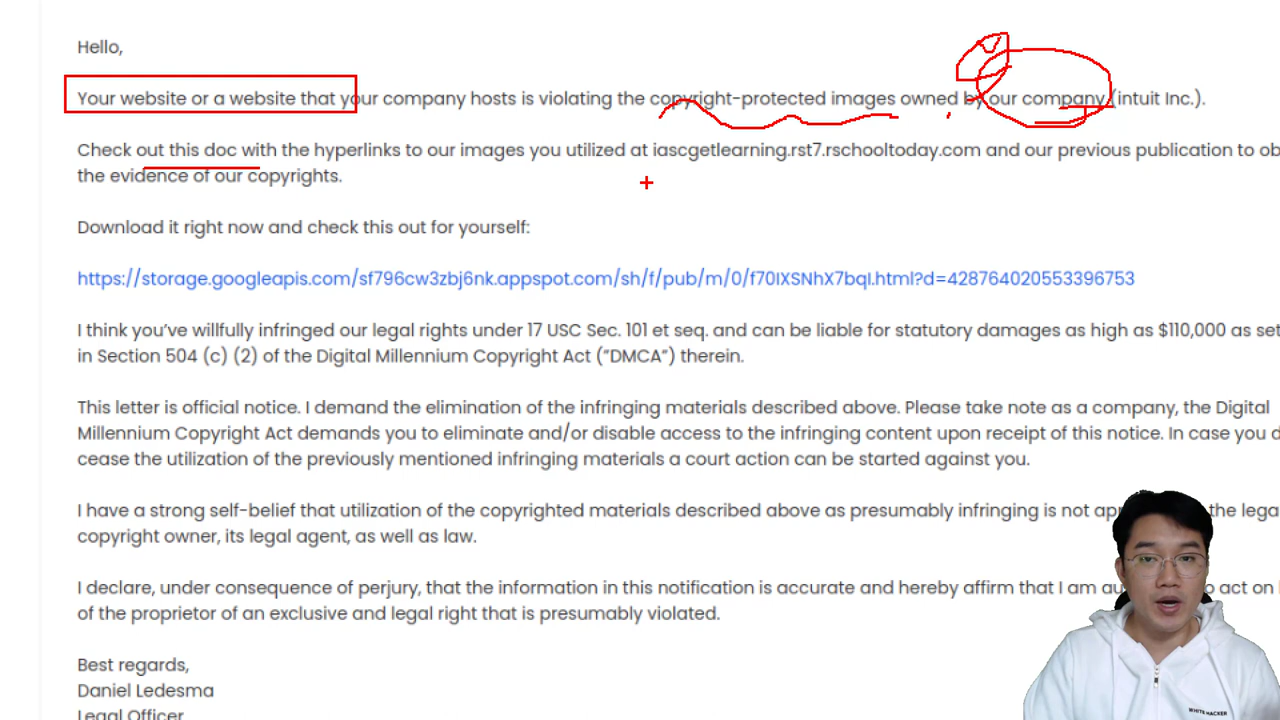 Hello,
Your website or a website that your company hosts is violating the copyright-protected images owned by our company (intuit Inc.).
Check out this doc with the hyperlinks to our images you utilized at iascgetlearning.rst7.rschooltoday.com and our previous publication to
the evidence of our copyrights.
Download it right now and check this out for yourself:
https://storage.googleapis.com/sf796cw3zbj6nk.appspot.com/sh/f/pub/m/0/f70IXSNhX7bqI.html?d=428764020553396753
I think you’ve willfully infringed our legal rights under 17 USC Sec. 101 et seq. and can be liable for statutory damages as high as $110,000 as set
in Section 504 (c) (2) of the Digital Millennium Copyright Act (”DMCA”) therein.
This letter is official notice. I demand the elimination of the infringing materials described above. Please take note as a company, the Digital
Millennium Copyright Act demands you to eliminate and/or disable access to the infringing content upon receipt of this notice. In case you
cease the utilization of the previously mentioned infringing materials a court action can be started against you.
I have a strong self-belief that utilization of the copyrighted materials described above as presumably infringing is not the
copyright owner, its legal agent, as well as law.
I declare, under consequence of perjury, that the information in this notification is accurate and hereby affirm that I am act on
of the proprietor of an exclusive and legal right that is presumably violated.
Best regards,
Daniel Ledesma
Legal Officer
WHITE HACKER